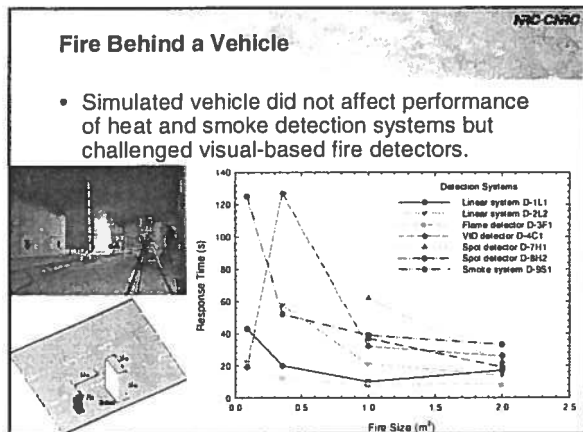 NRC·CNRC
Fire Behind a Vehicle
• Simulated vehicle did not affect performance
of heat and smoke detection systems but
challenged visual-based fire detectors.
140
120
100
80
60
40
20
0
Response Time (s)
Detection Systems
Linear system D-1L1
Linear system D-2L2
Flame detector D-3F1
VID detector D-4C1
Spot detector D-7H1
Spot detector D-8H2
Smoke system D-9S1
0.0
0.5
1.0
1.5
2.0
2.5
Fire Size (m²)